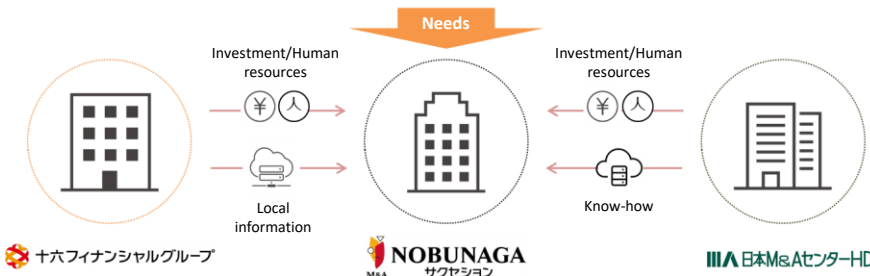 Needs
Investment/Human
resources
Investment/Human
resources
¥ 人
¥ 人
Local
information
Know-how
十六フィナンシャルグループ
M&A
NOBUNAGA
サクセション
日本M&AセンターHD